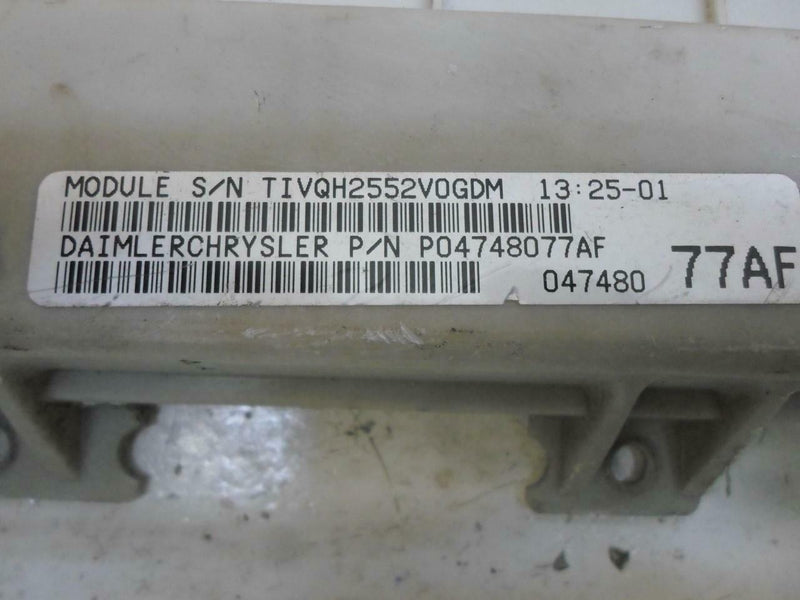 MODULE S/N TIVQH2552V0GDM 13:25-01
DAIMLERCHRYSLER P/N P04748077AF
047480 77AF